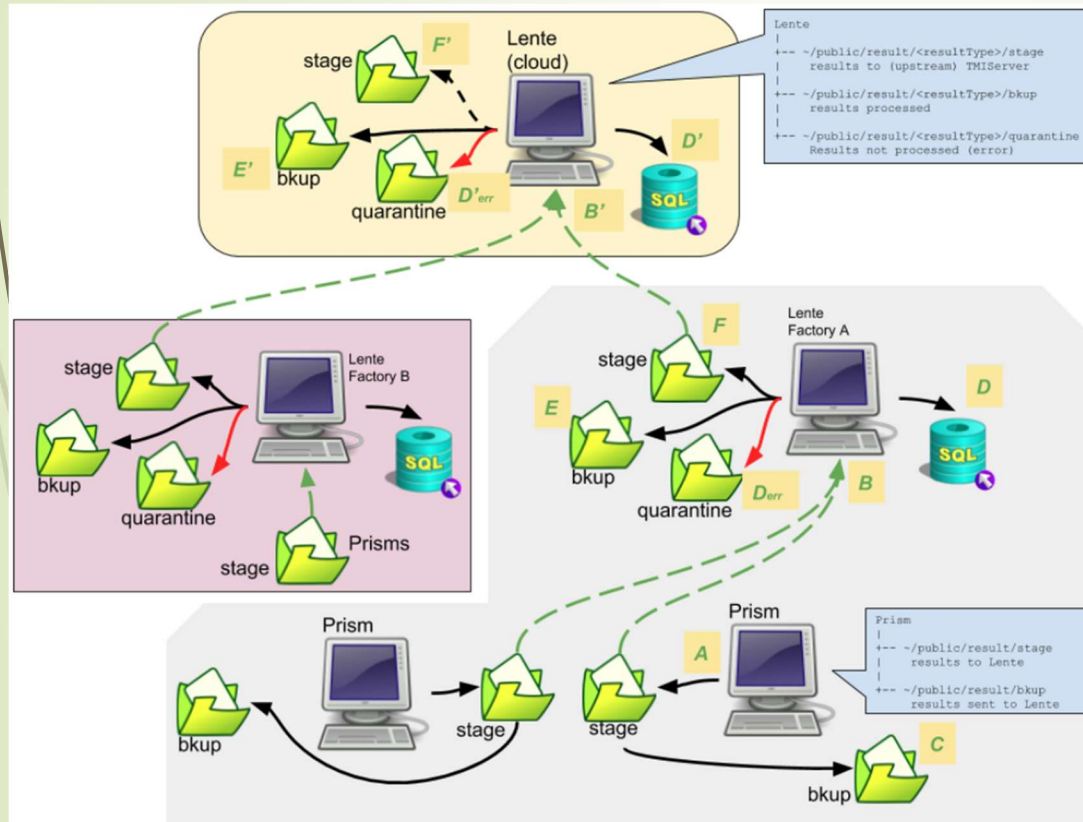 Lente
|
+-- ~/public/result/<resultType>/stage
| results to (upstream) TMIServer
|
+-- ~/public/result/<resultType>/bkup
| results processed
|
+-- ~/public/result/<resultType>/quarantine
Results not processed (error)
Lente
(cloud)
stage
F'
E'
bkup
quarantine
D'err
B'
D'
SQL
stage
Lente
Factory B
bkup
quarantine
SQL
Prisms
stage
Lente
Factory A
F
stage
E
bkup
quarantine
Derr
B
D
SQL
Prism
stage
bkup
Prism
A
stage
C
bkup
Prism
|
+-- ~/public/result/stage
| results to Lente
|
+-- ~/public/result/bkup
results sent to Lente